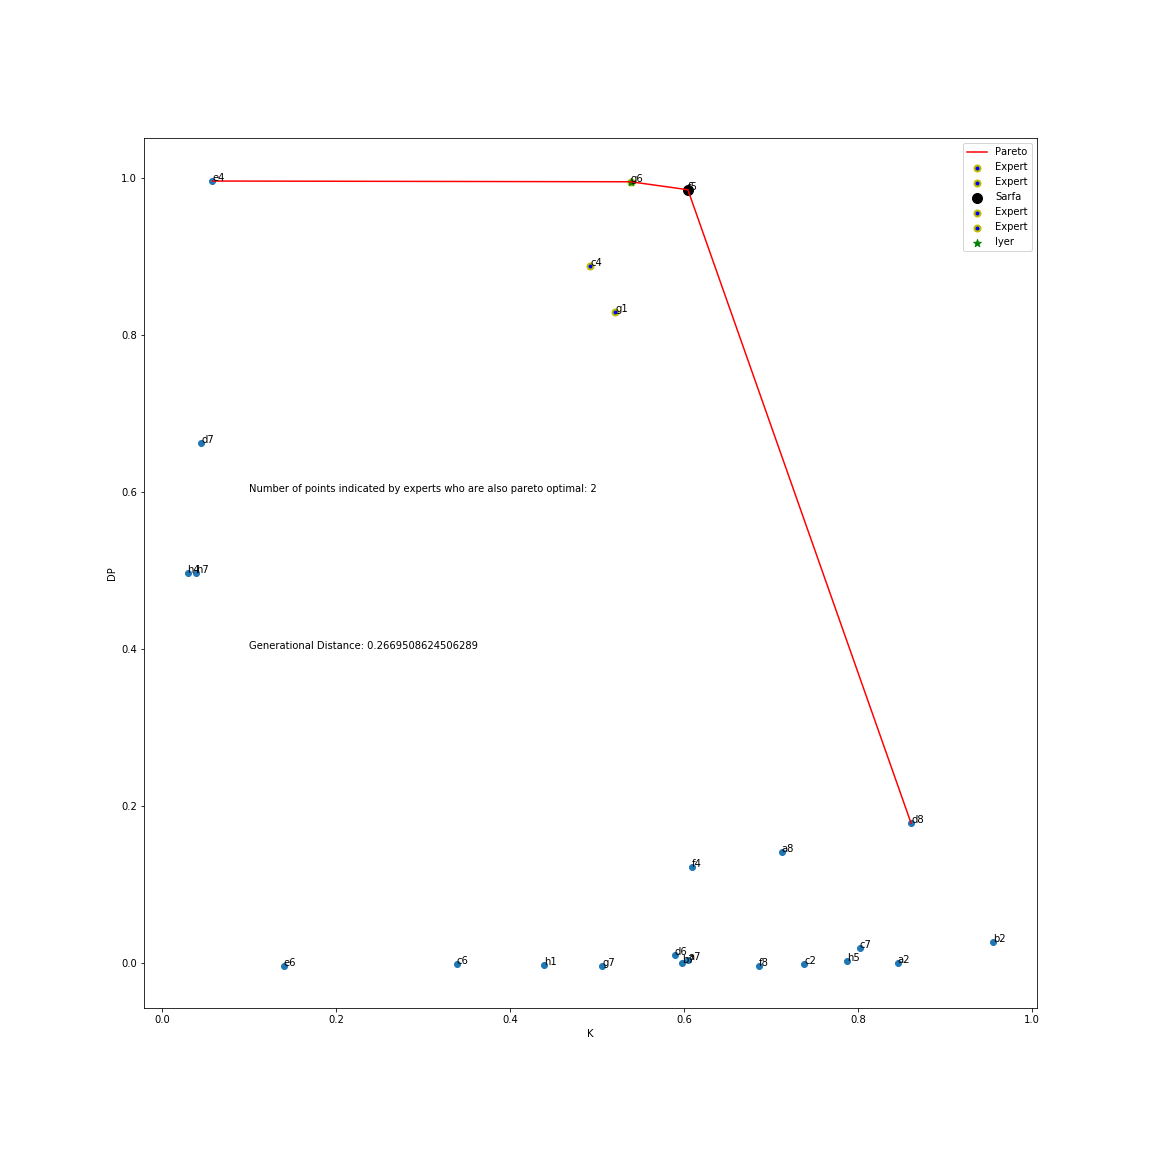 Pareto
Expert
Expert
Sarfa
Expert
Expert
Iyer
1.0
e4
g6
c4
g1
0.8
d7
0.6
Number of points indicated by experts who are also pareto optimal: 2
h4
h7
DP
0.4
Generational Distance: 0.2669508624506289
0.2
d8
a8
f4
b2
c7
d6
a7
0.0
e6
c6
h1
g7
f8
c2
h5
a2
0.0
0.2
0.4
0.6
0.8
1.0
K